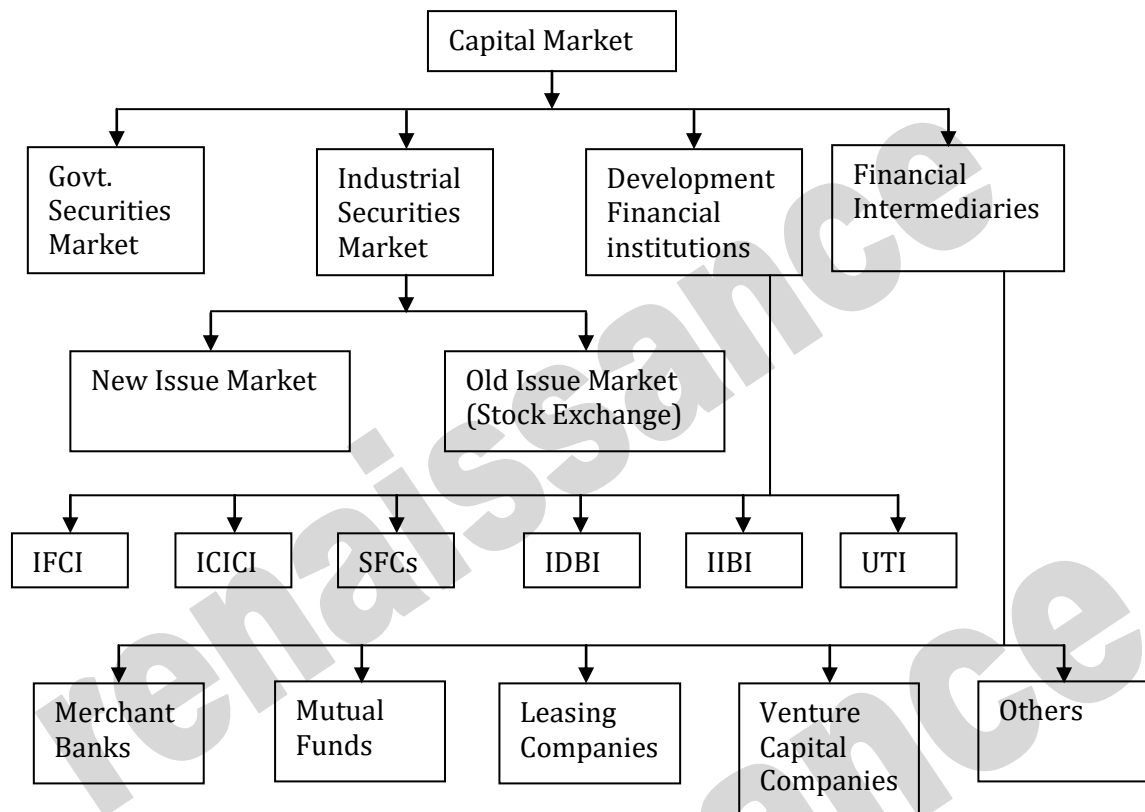 Capital Market
Govt.
Securities
Market
Industrial
Securities
Market
Development
Financial
institutions
Financial
Intermediaries
New Issue Market
Old Issue Market
(Stock Exchange)
IFCI
ICICI
SFCs
IDBI
IIBI
UTI
Merchant
Banks
Mutual
Funds
Leasing
Companies
Venture
Capital
Companies
Others
renaissance